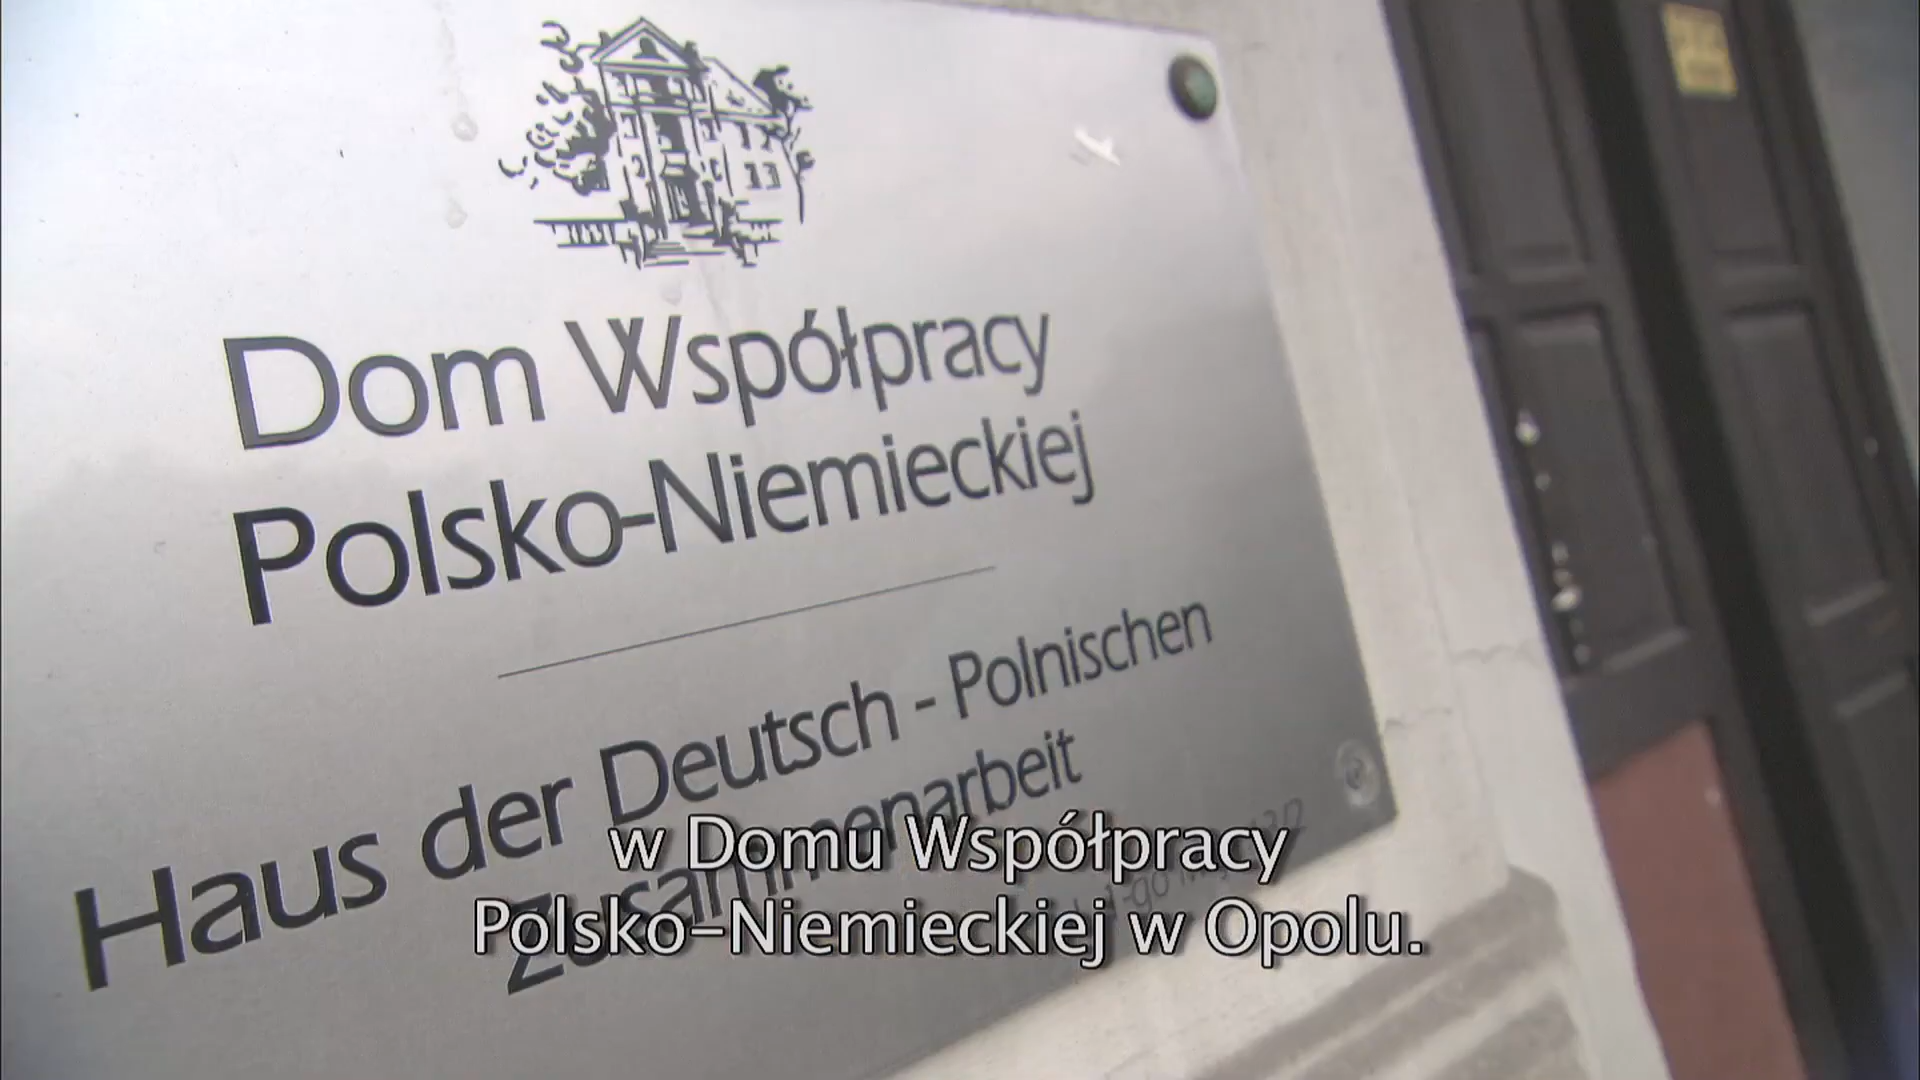 Dom Współpracy
Polsko-Niemieckiej
Haus der Deutsch - Polnischen
Zusammenarbeit
w Domu Współpracy
Polsko–Niemieckiej w Opolu.